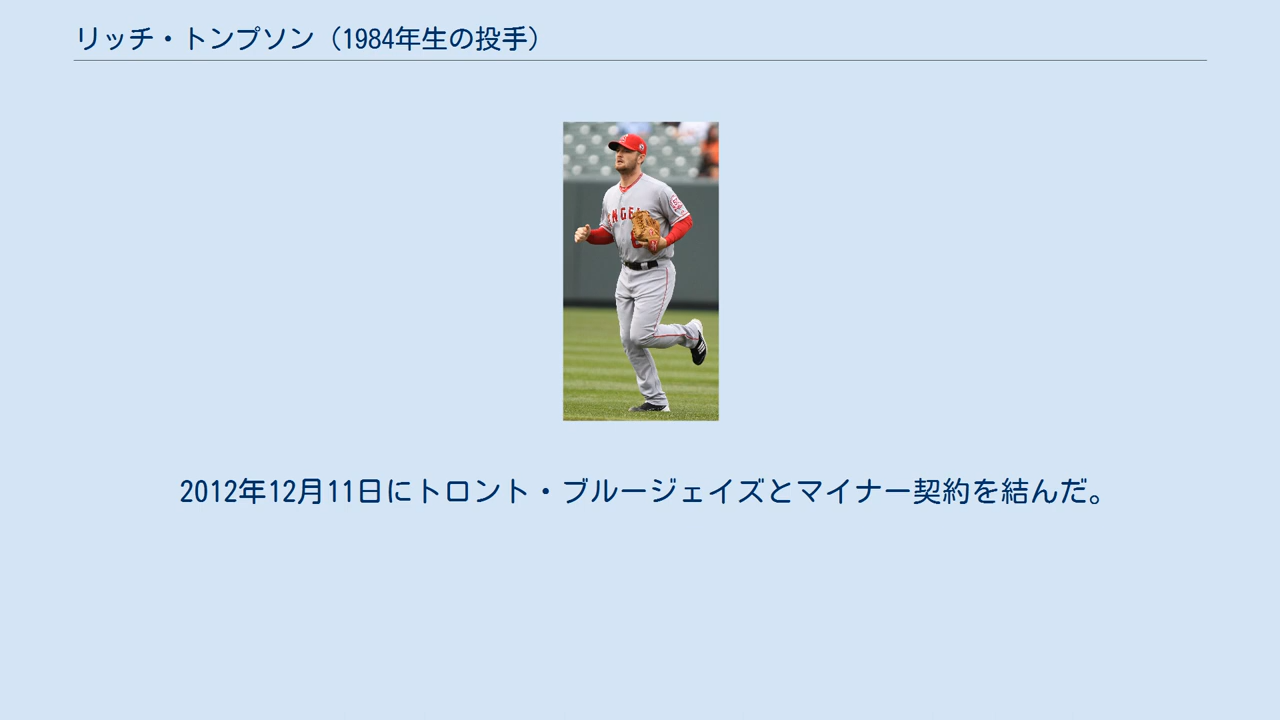 リッチ・トンプソン（1984年生の投手）
ANGE
2012年12月11日にトロント・ブルージェイズとマイナー契約を結んだ。